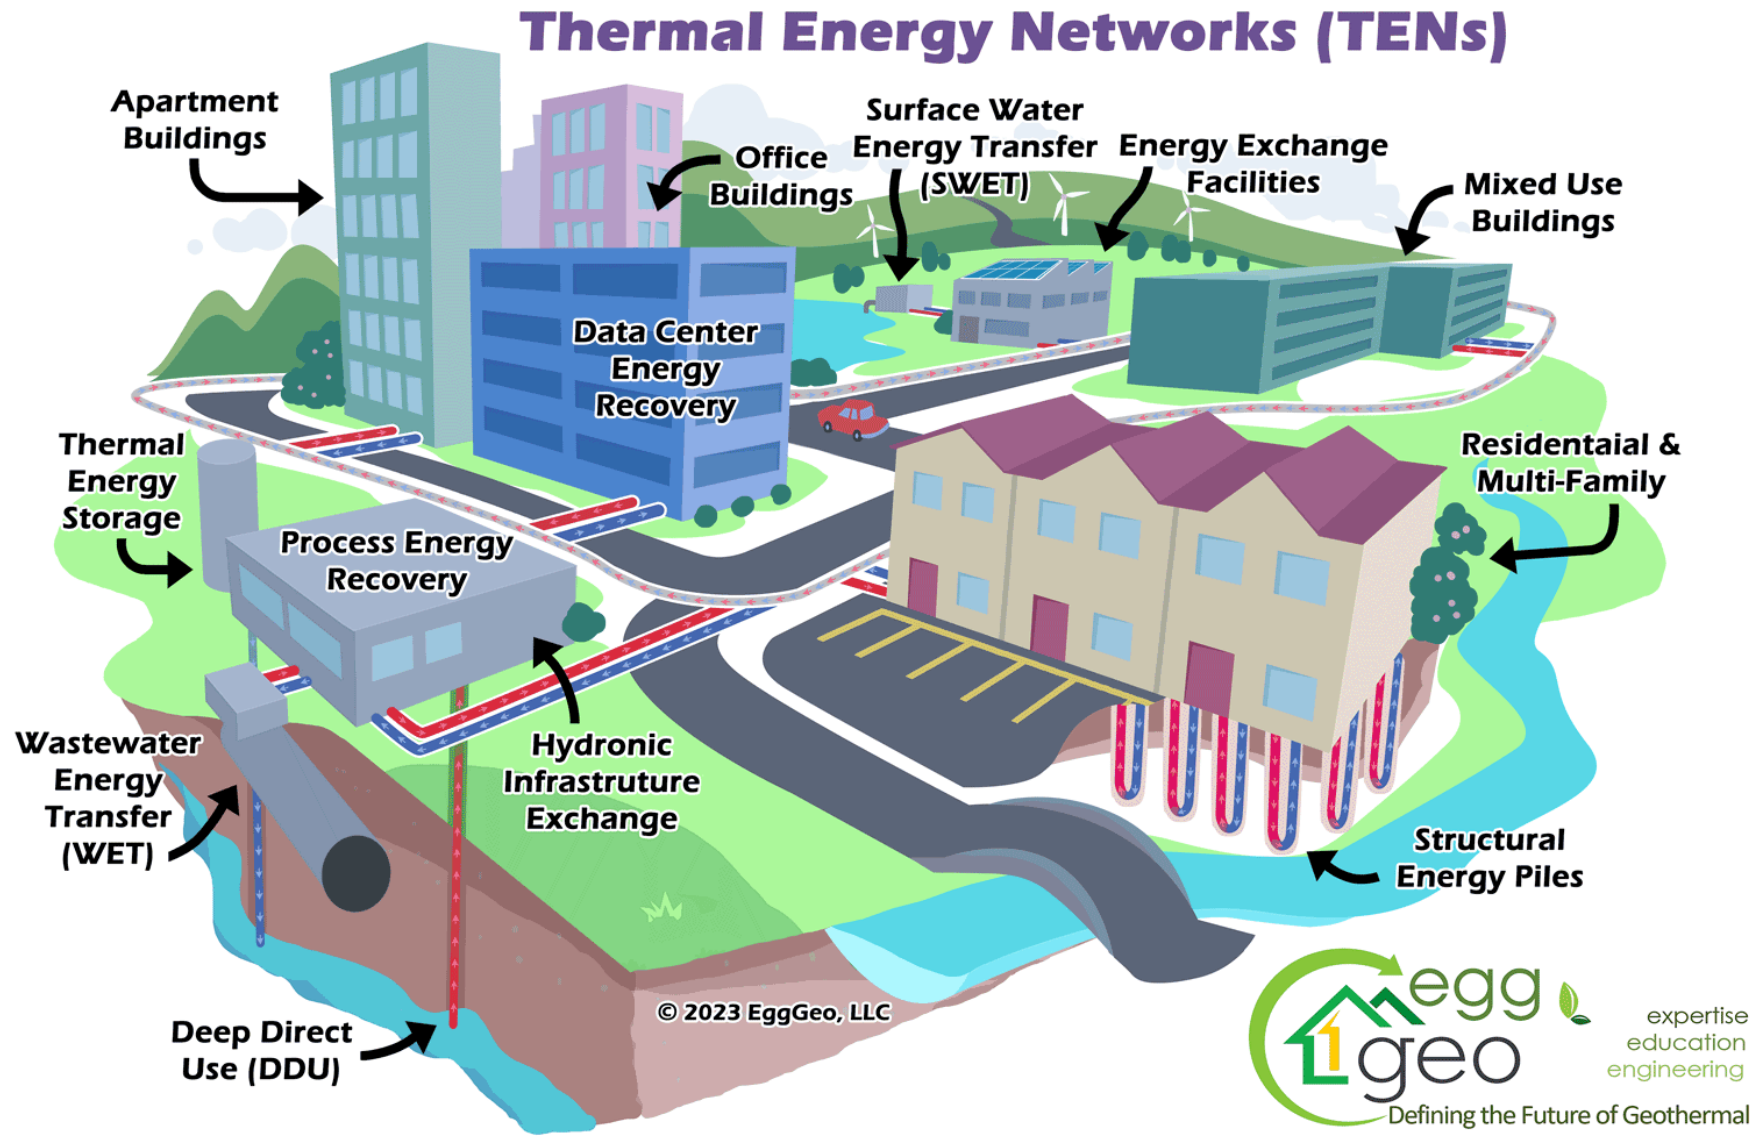 Thermal Energy Networks (TENs)
Apartment
Buildings
Office
Buildings
Surface Water
Energy Transfer
(SWET)
Energy Exchange
Facilities
Mixed Use
Buildings
Data Center
Energy
Recovery
Thermal
Energy
Storage
Process Energy
Recovery
Residentaial &
Multi-Family
Wastewater
Energy
Transfer
(WET)
Hydronic
Infrastruture
Exchange
Structural
Energy Piles
Deep Direct
Use (DDU)
© 2023 EggGeo, LLC
egg
geo
expertise
education
engineering
Defining the Future of Geothermal